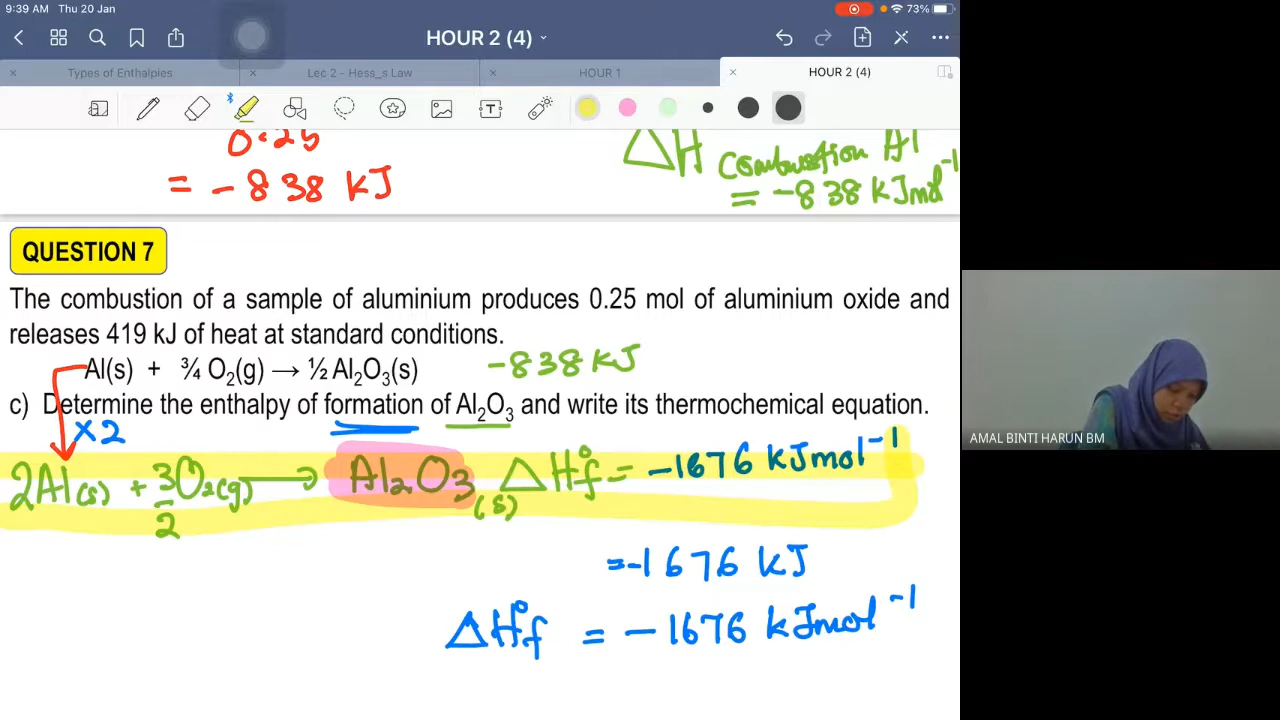 9:39 AM Thu 20 Jan
73%
HOUR 2 (4)
Types of Enthalpies
Lec 2 - Hess_s Law
HOUR 1
HOUR 2 (4)
0.25
= -838 kJ
ΔH combustion Al
= -838 kJmol⁻¹
QUESTION 7
The combustion of a sample of aluminium produces 0.25 mol of aluminium oxide and
releases 419 kJ of heat at standard conditions.
Al(s) + ¾ O₂(g) → ½ Al₂O₃(s) -838 kJ
c) Determine the enthalpy of formation of Al₂O₃ and write its thermochemical equation.
×2
2Al(s) + 3/2 O₂(g) → Al₂O₃(s) ΔH°f = -1676 kJmol⁻¹
= -1676 kJ
ΔH°f = -1676 kJmol⁻¹
AMAL BINTI HARUN BM